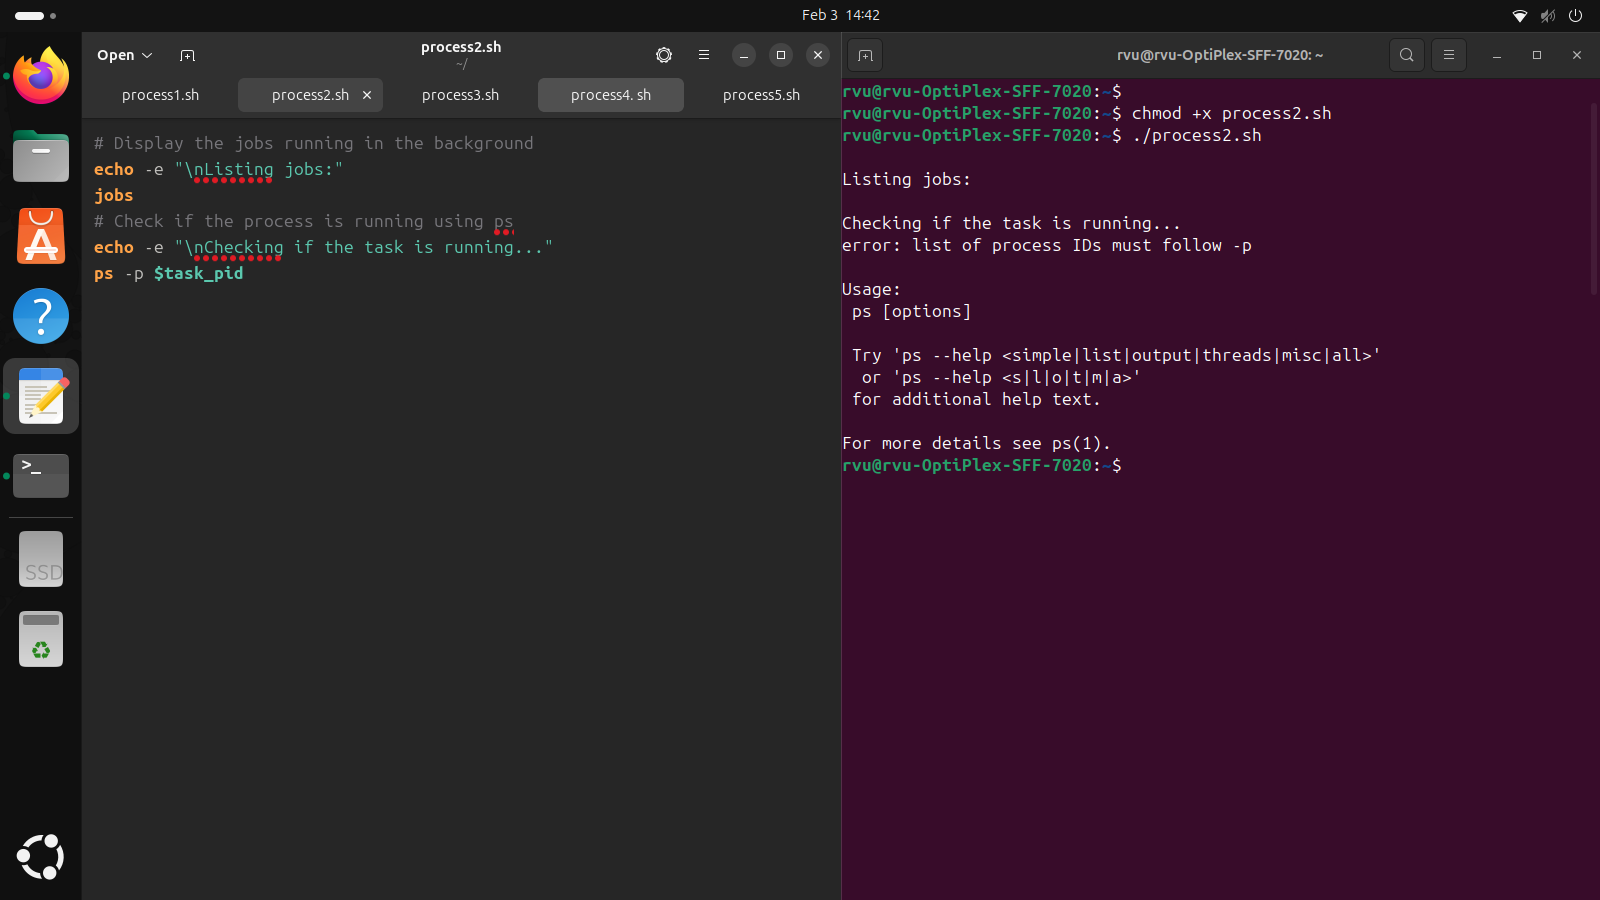 Feb 3 14:42
Open
process2.sh
~/
process1.sh
process2.sh
process3.sh
process4. sh
process5.sh
# Display the jobs running in the background
echo -e "\nListing jobs:"
jobs
# Check if the process is running using ps
echo -e "\nChecking if the task is running..."
ps -p $task_pid
SSD
rvu@rvu-OptiPlex-SFF-7020: ~
rvu@rvu-OptiPlex-SFF-7020:~$
rvu@rvu-OptiPlex-SFF-7020:~$ chmod +x process2.sh
rvu@rvu-OptiPlex-SFF-7020:~$ ./process2.sh
Listing jobs:
Checking if the task is running...
error: list of process IDs must follow -p
Usage:
ps [options]
Try 'ps --help <simple|list|output|threads|misc|all>'
or 'ps --help <s|l|o|t|m|a>'
for additional help text.
For more details see ps(1).
rvu@rvu-OptiPlex-SFF-7020:~$